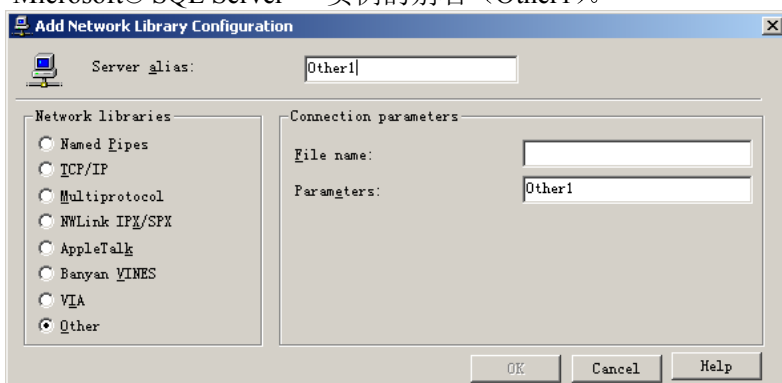 Microsoft® SQL Server™ 实例的别名（Other1）。
Add Network Library Configuration
Server alias:
Other1
Network libraries
Named Pipes
TCP/IP
Multiprotocol
NWLink IPX/SPX
AppleTalk
Banyan VINES
VIA
Other
Connection parameters
File name:
Parameters:
Other1
OK
Cancel
Help